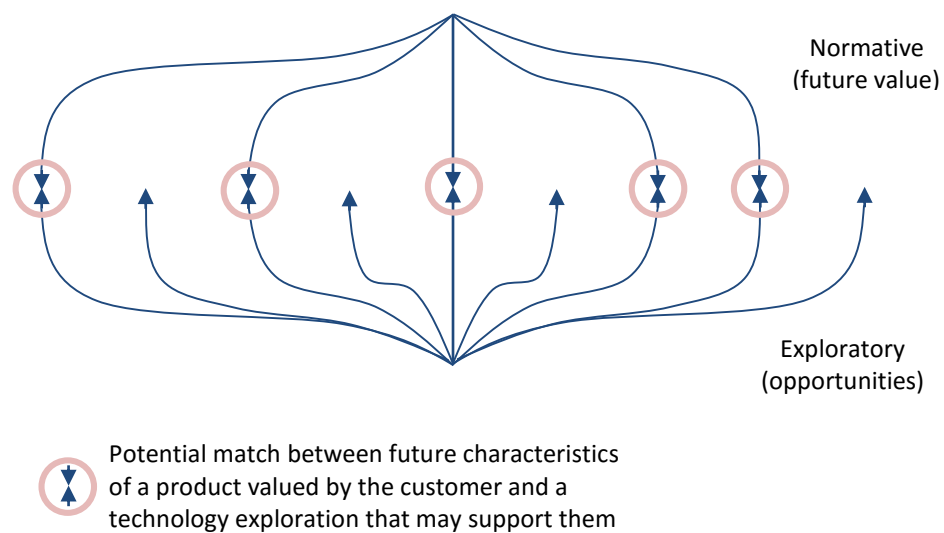 Normative
(future value)
Exploratory
(opportunities)
Potential match between future characteristics
of a product valued by the customer and a
technology exploration that may support them